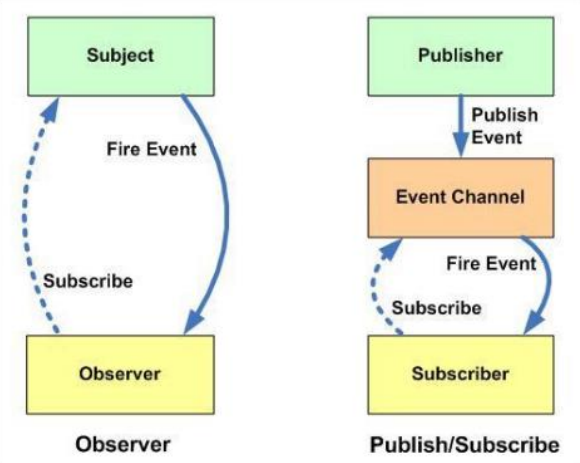 Subject
Fire Event
Subscribe
Observer
Observer
Publisher
Publish
Event
Event Channel
Fire Event
Subscribe
Subscriber
Publish/Subscribe